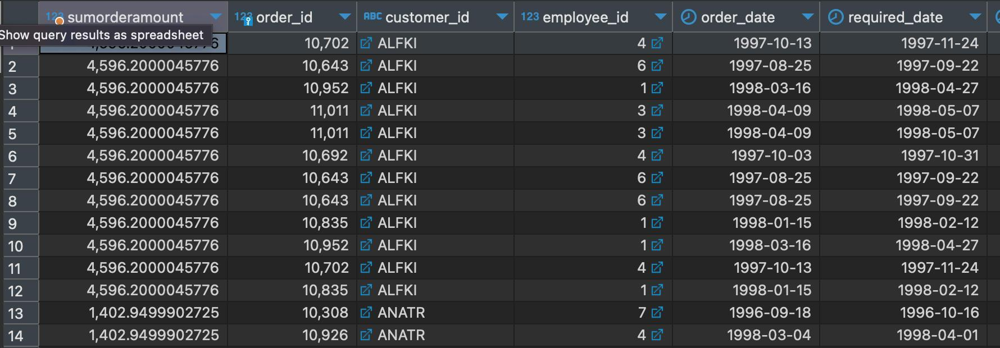 123 sumorderamount 123 order_id ABC customer_id 123 employee_id order_date required_date
Show query results as spreadsheet
10,702 ALFKI 4 1997-10-13 1997-11-24
2 4,596.2000045776 10,643 ALFKI 6 1997-08-25 1997-09-22
3 4,596.2000045776 10,952 ALFKI 1 1998-03-16 1998-04-27
4 4,596.2000045776 11,011 ALFKI 3 1998-04-09 1998-05-07
5 4,596.2000045776 11,011 ALFKI 3 1998-04-09 1998-05-07
6 4,596.2000045776 10,692 ALFKI 4 1997-10-03 1997-10-31
7 4,596.2000045776 10,643 ALFKI 6 1997-08-25 1997-09-22
8 4,596.2000045776 10,643 ALFKI 6 1997-08-25 1997-09-22
9 4,596.2000045776 10,835 ALFKI 1 1998-01-15 1998-02-12
10 4,596.2000045776 10,952 ALFKI 1 1998-03-16 1998-04-27
11 4,596.2000045776 10,702 ALFKI 4 1997-10-13 1997-11-24
12 4,596.2000045776 10,835 ALFKI 1 1998-01-15 1998-02-12
13 1,402.9499902725 10,308 ANATR 7 1996-09-18 1996-10-16
14 1,402.9499902725 10,926 ANATR 4 1998-03-04 1998-04-01